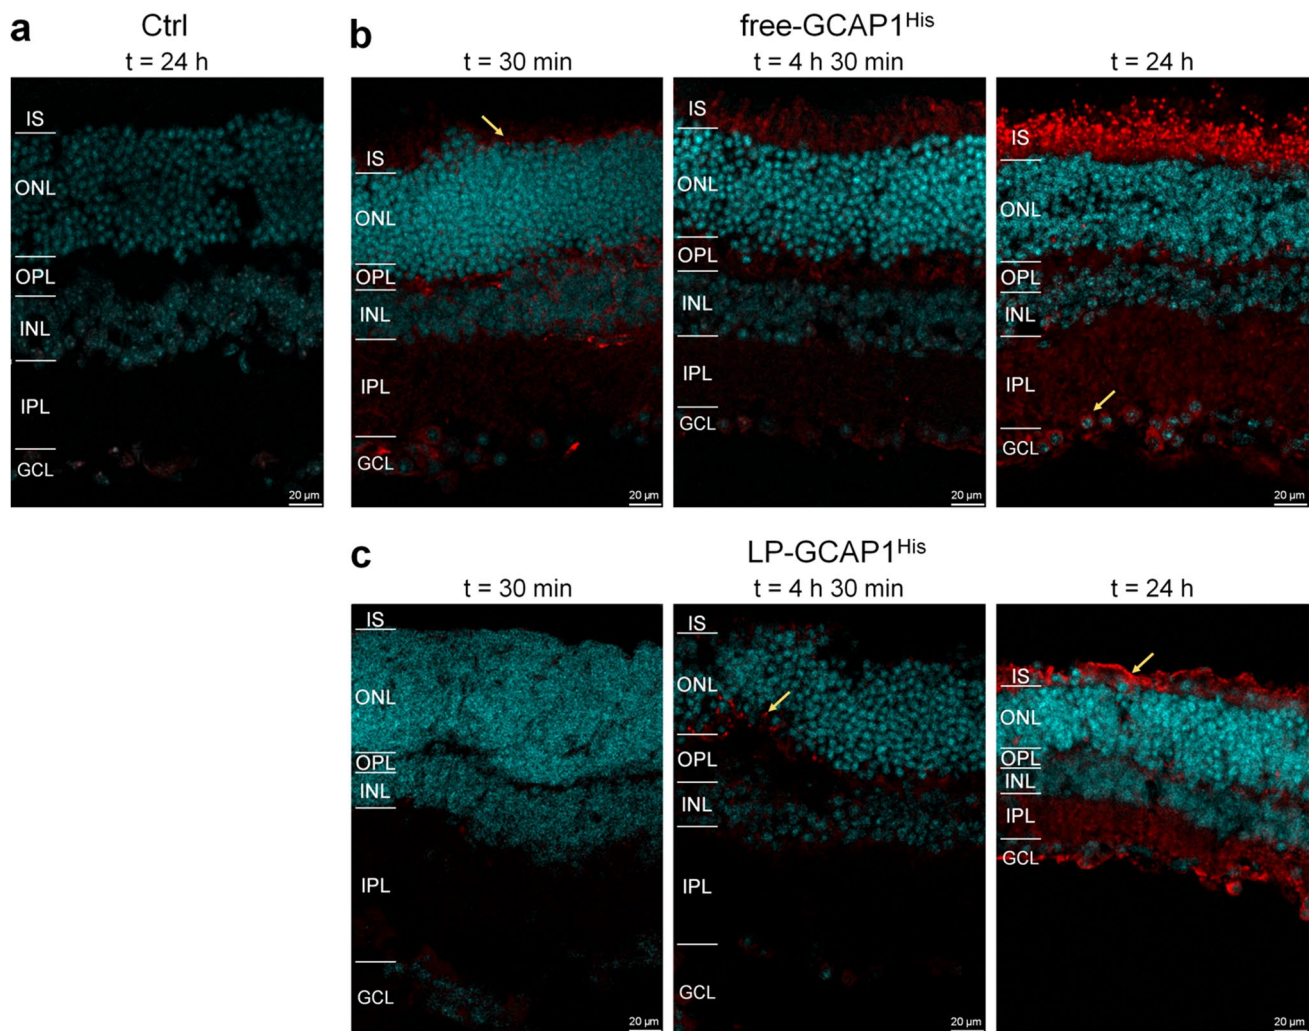 a
Ctrl
t = 24 h
IS
ONL
OPL
INL
IPL
GCL
20 µm
b
free-GCAP1His
t = 30 min
t = 4 h 30 min
t = 24 h
IS
ONL
OPL
INL
IPL
GCL
20 µm
IS
ONL
OPL
INL
IPL
GCL
20 µm
IS
ONL
OPL
INL
IPL
GCL
20 µm
c
LP-GCAP1His
t = 30 min
t = 4 h 30 min
t = 24 h
IS
ONL
OPL
INL
IPL
GCL
20 µm
IS
ONL
OPL
INL
IPL
GCL
20 µm
IS
ONL
OPL
INL
IPL
GCL
20 µm